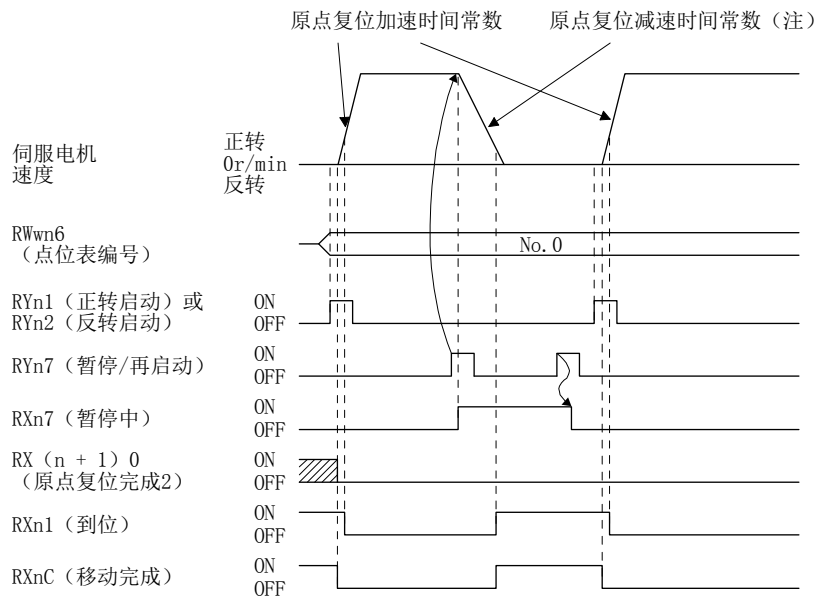 原点复位加速时间常数 原点复位减速时间常数（注）
伺服电机
速度
正转
0r/min
反转
RWwn6
（点位表编号）
No.0
RYn1（正转启动）或
RYn2（反转启动）
ON
OFF
RYn7（暂停/再启动）
ON
OFF
RXn7（暂停中）
ON
OFF
RX（n + 1）0
（原点复位完成2）
ON
OFF
RXn1（到位）
ON
OFF
RXnC（移动完成）
ON
OFF